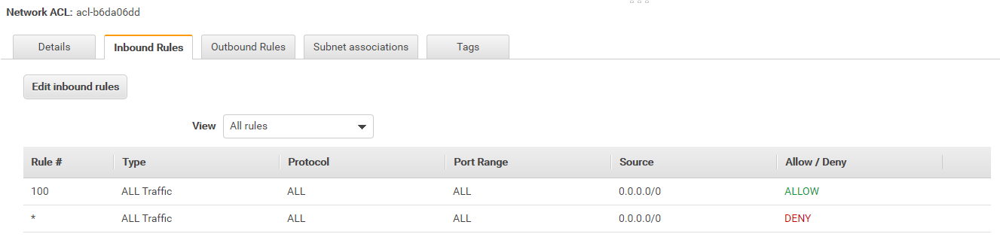 Network ACL: acl-b6da06dd
Details Inbound Rules Outbound Rules Subnet associations Tags
Edit inbound rules
View All rules
Rule # Type Protocol Port Range Source Allow / Deny
100 ALL Traffic ALL ALL 0.0.0.0/0 ALLOW
* ALL Traffic ALL ALL 0.0.0.0/0 DENY